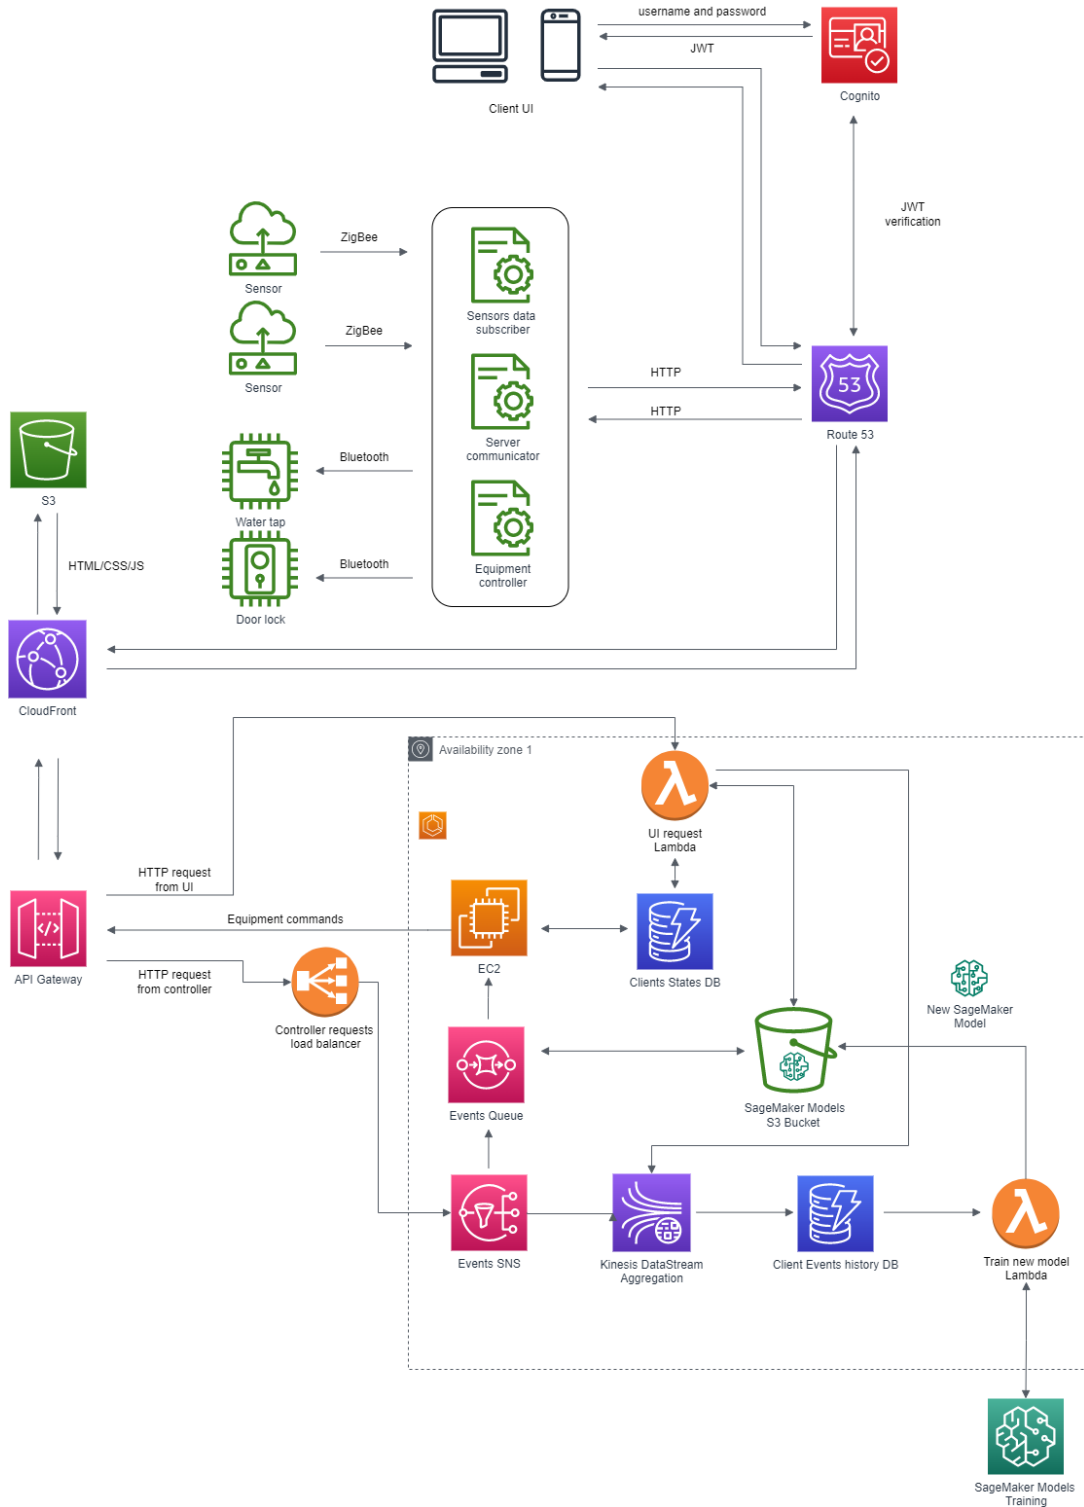 username and password
JWT
Cognito
Client UI
JWT
verification
ZigBee
Sensor
Sensors data
subscriber
ZigBee
Sensor
HTTP
53
HTTP
Route 53
Server
communicator
S3
Bluetooth
Water tap
HTML/CSS/JS
Bluetooth
Equipment
controller
Door lock
CloudFront
Availability zone 1
UI request
Lambda
HTTP request
from UI
Equipment commands
API Gateway
HTTP request
from controller
EC2
Clients States DB
Controller requests
load balancer
New SageMaker
Model
Events Queue
SageMaker Models
S3 Bucket
Events SNS
Kinesis DataStream
Aggregation
Client Events history DB
Train new model
Lambda
SageMaker Models
Training